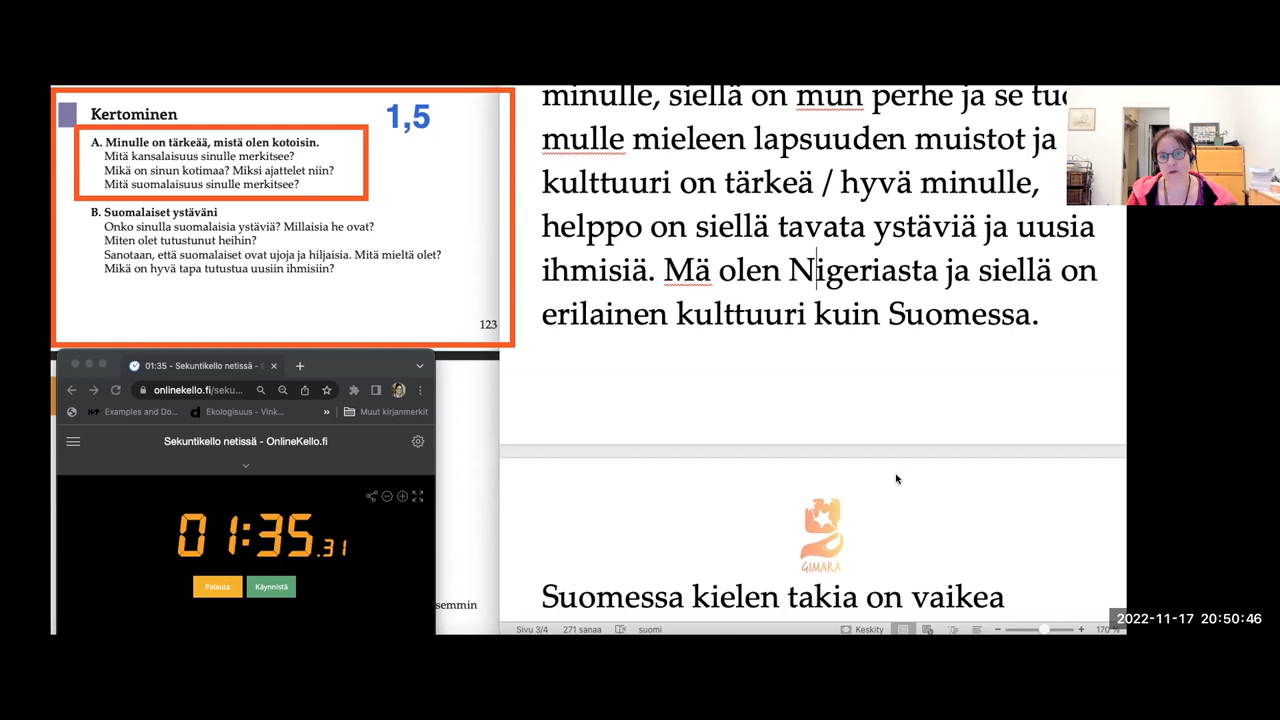 Kertominen
1,5
A. Minulle on tärkeää, mistä olen kotoisin.
Mitä kansalaisuus sinulle merkitsee?
Mikä on sinun kotimaa? Miksi ajattelet niin?
Mitä suomalaisuus sinulle merkitsee?
B. Suomalaiset ystäväni
Onko sinulla suomalaisia ystäviä? Millaisia he ovat?
Miten olet tutustunut heihin?
Sanotaan, että suomalaiset ovat ujoja ja hiljaisia. Mitä mieltä olet?
Mikä on hyvä tapa tutustua uusiin ihmisiin?
123
minulle, siellä on mun perhe ja se
mulle mieleen lapsuuden muistot ja
kulttuuri on tärkeä / hyvä minulle,
helppo on siellä tavata ystäviä ja uusia
ihmisiä. Mä olen Nigeriasta ja siellä on
erilainen kulttuuri kuin Suomessa.
01:35 - Sekuntikello netissä -
onlinekello.fi/seku...
Examples and Do...
Ekologisuus - Vink...
»
Muut kirjanmerkit
Sekuntikello netissä - OnlineKello.fi
01:35.31
Palauta
Käynnistä
semmin
GIMARA
Suomessa kielen takia on vaikea
Sivu 3/4
271 sanaa
suomi
Keskity
170
2022-11-17 20:50:46